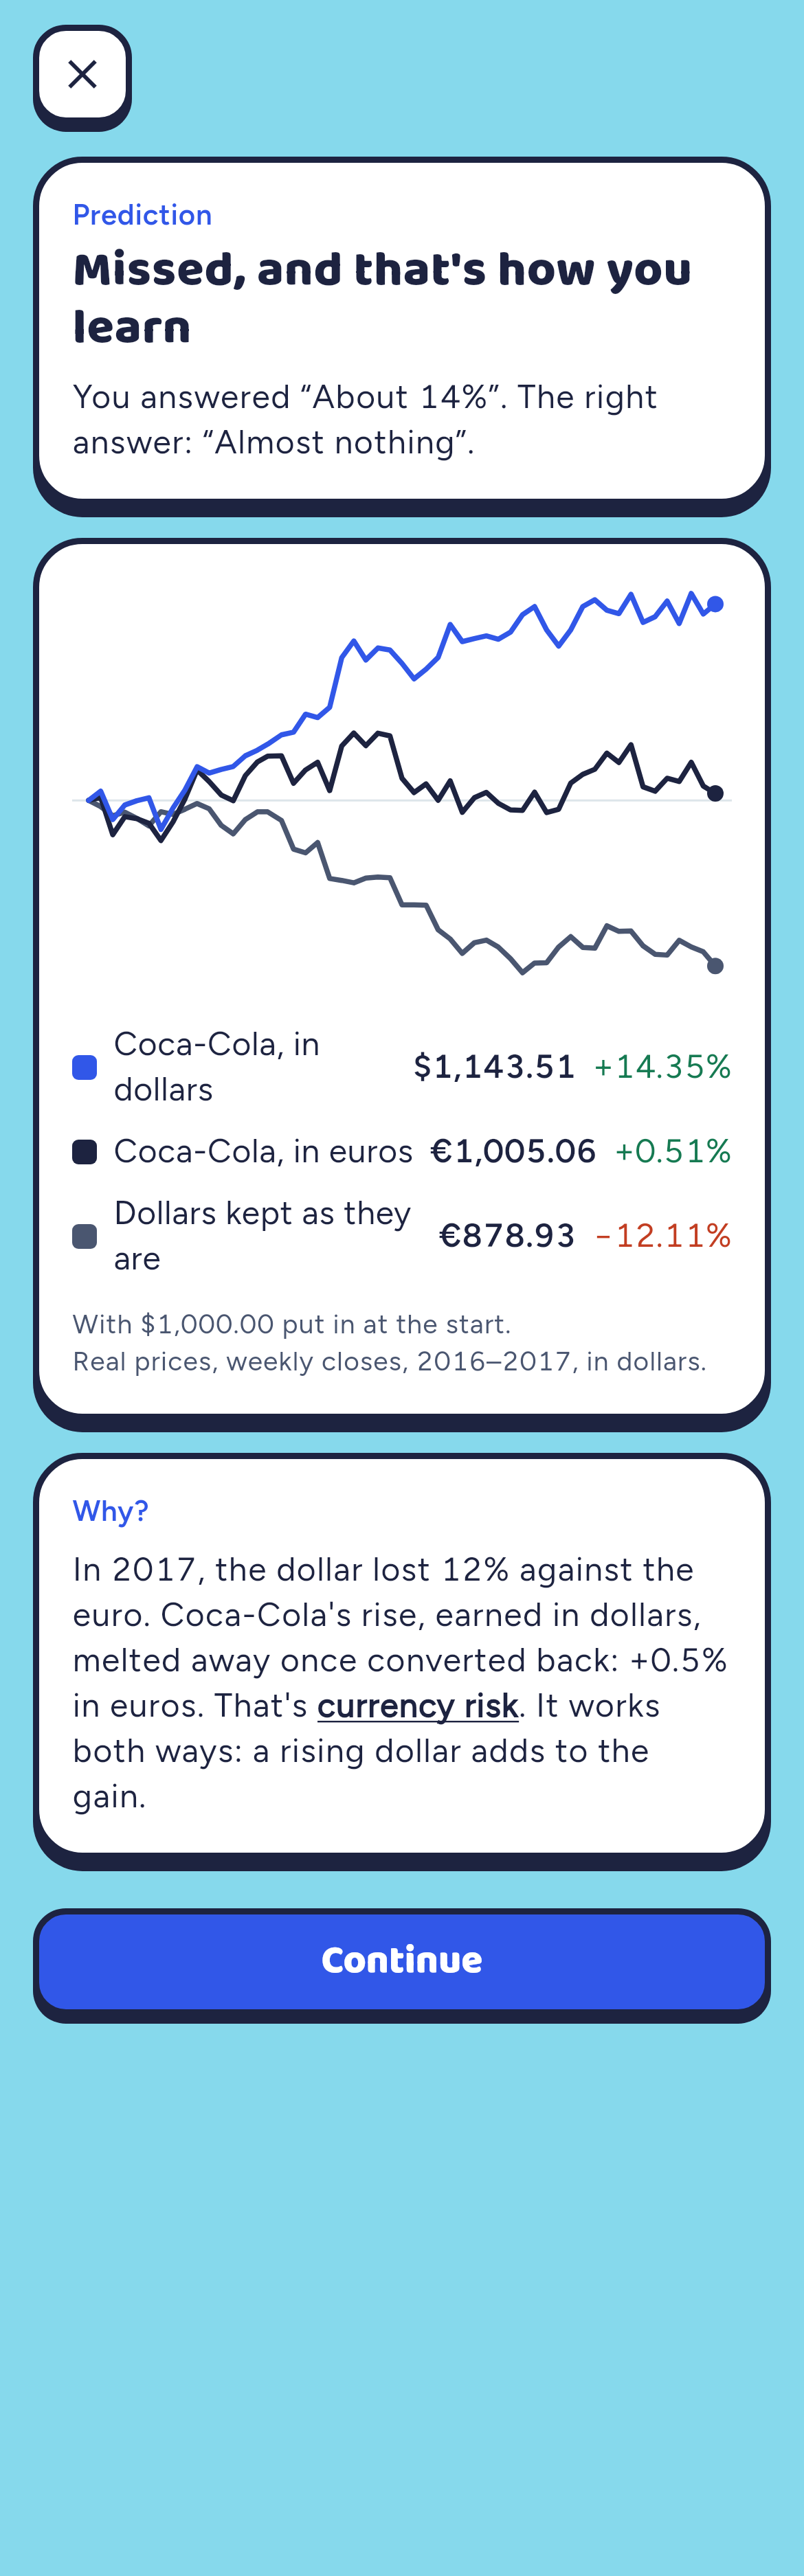 Prediction
Missed, and that's how you
learn
You answered “About 14%”. The right
answer: “Almost nothing”.
Coca-Cola, in
dollars
$1,143.51 +14.35%
Coca-Cola, in euros €1,005.06 +0.51%
Dollars kept as they
are
€878.93 −12.11%
With $1,000.00 put in at the start.
Real prices, weekly closes, 2016–2017, in dollars.
Why?
In 2017, the dollar lost 12% against the
euro. Coca-Cola's rise, earned in dollars,
melted away once converted back: +0.5%
in euros. That's currency risk. It works
both ways: a rising dollar adds to the
gain.
Continue